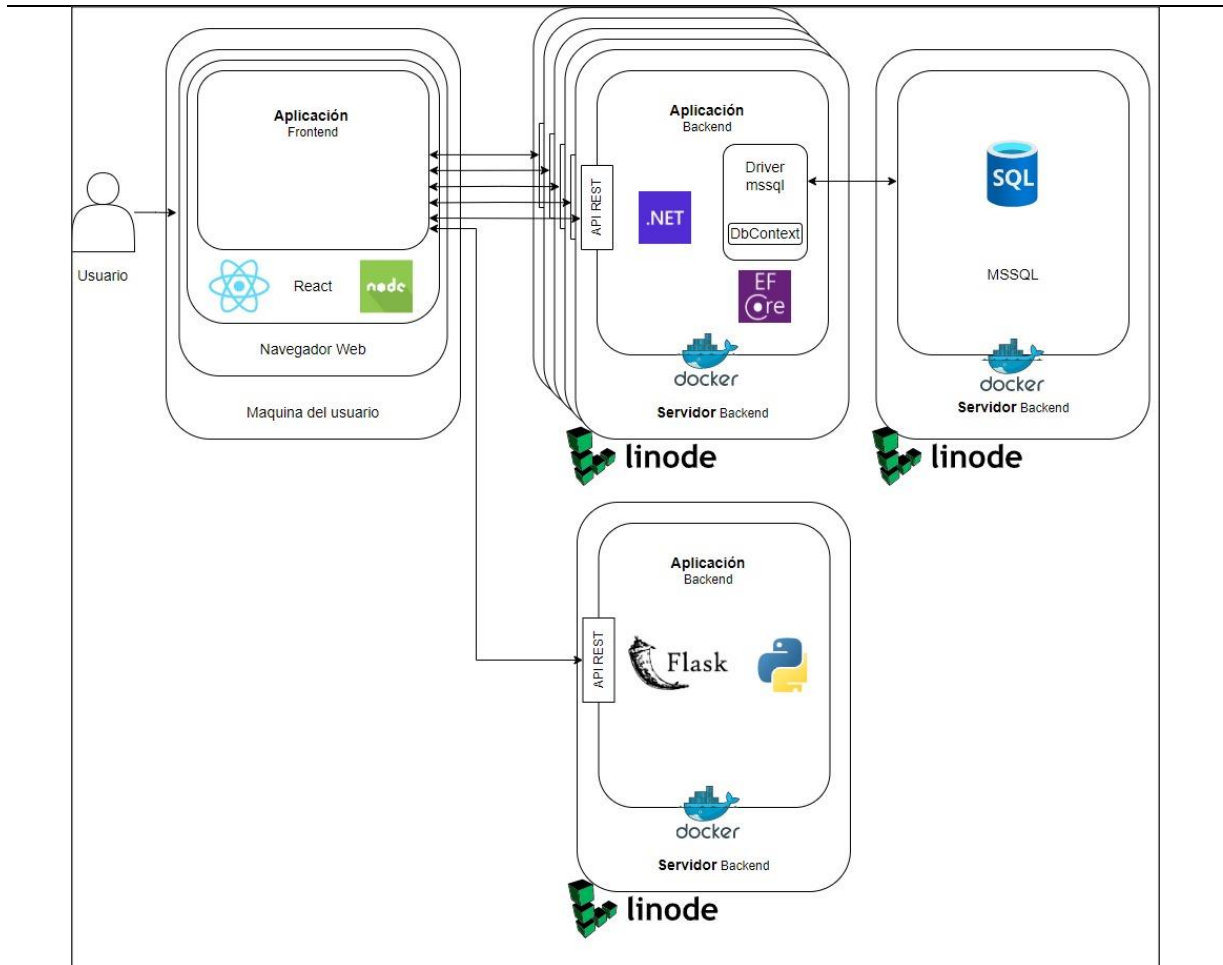 Usuario
Aplicación
Frontend
React
node
Navegador Web
Maquina del usuario
Aplicación
Backend
API REST
.NET
Driver
mssql
DbContext
EF
Core
docker
Servidor Backend
linode
SQL
MSSQL
docker
Servidor Backend
linode
Aplicación
Backend
API REST
Flask
docker
Servidor Backend
linode